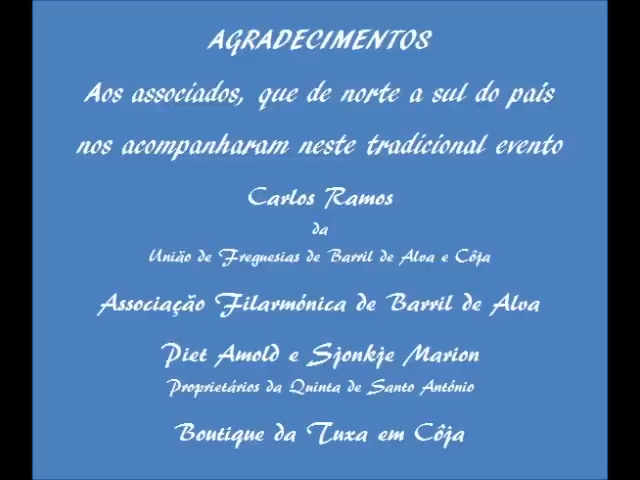 AGRADECIMENTOS
Aos associados, que de norte a sul do país
nos acompanharam neste tradicional evento
Carlos Ramos
da
União de Freguesias de Barril de Alva e Côja
Associação Filarmónica de Barril de Alva
Piet Arnold e Sjonkje Marion
Proprietários da Quinta de Santo António
Boutique da Tuxa em Côja